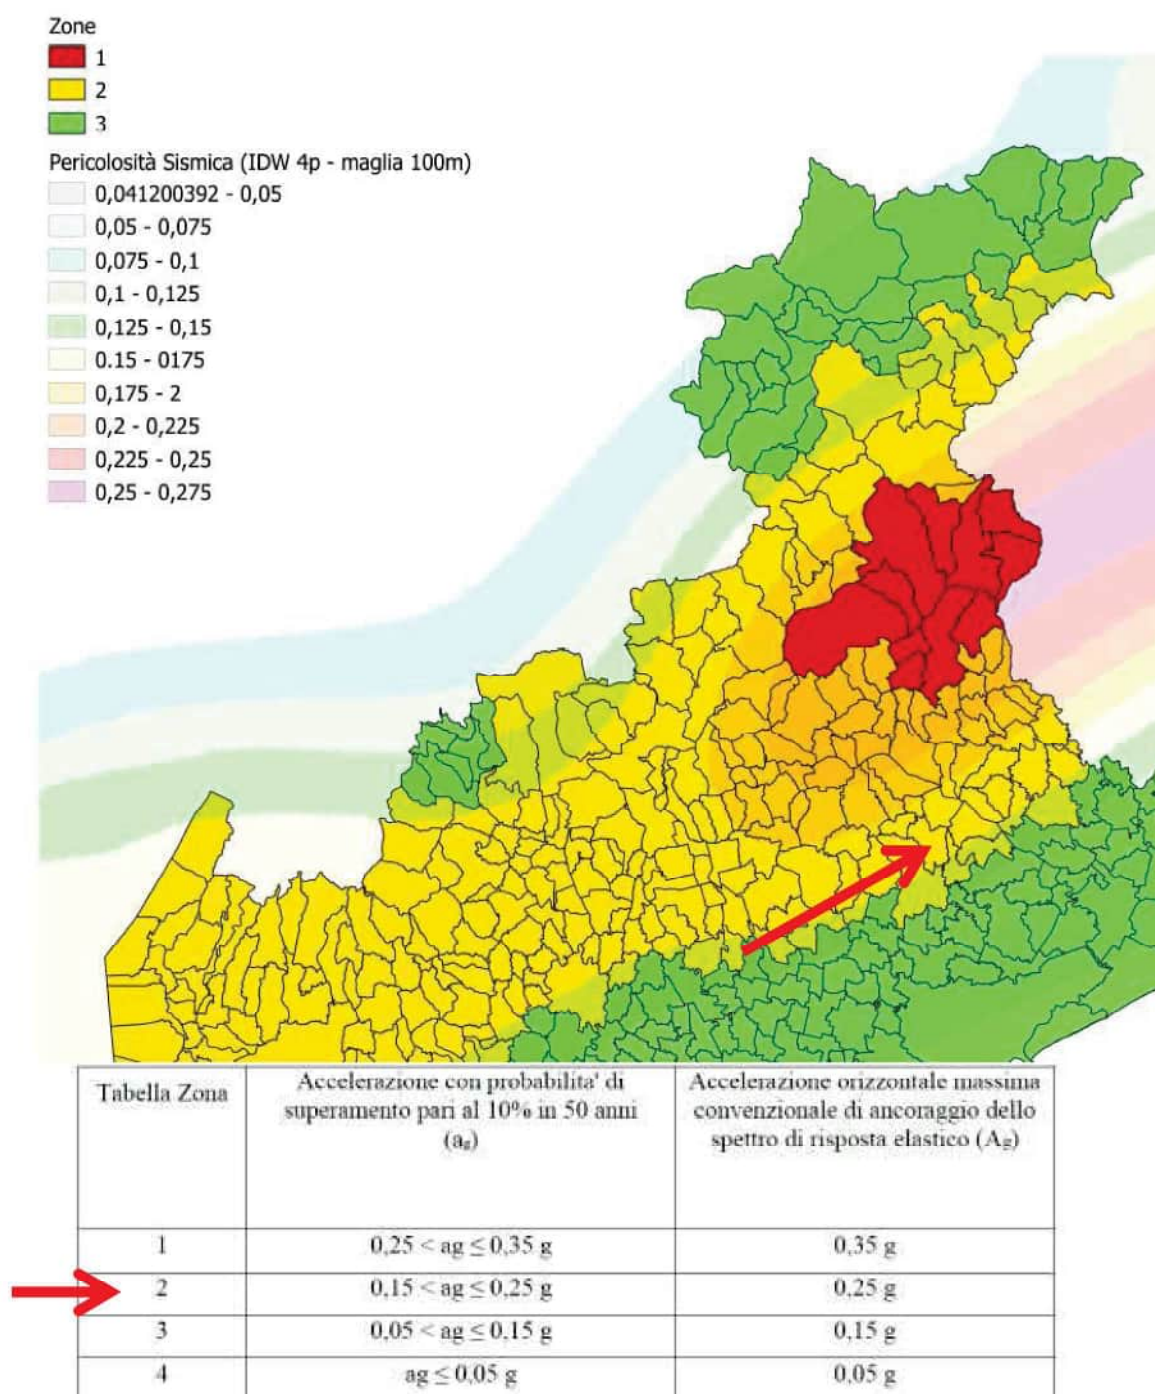 Zone
1
2
3
Pericolosità Sismica (IDW 4p - maglia 100m)
0,041200392 - 0,05
0,05 - 0,075
0,075 - 0,1
0,1 - 0,125
0,125 - 0,15
0.15 - 0175
0,175 - 2
0,2 - 0,225
0,225 - 0,25
0,25 - 0,275
Tabella Zona
Accelerazione con probabilita' di
superamento pari al 10% in 50 anni
(ag)
Accelerazione orizzontale massima
convenzionale di ancoraggio dello
spettro di risposta elastico (Ag)
1 0,25 < ag ≤ 0,35 g 0,35 g
2 0,15 < ag ≤ 0,25 g 0,25 g
3 0,05 < ag ≤ 0,15 g 0,15 g
4 ag ≤ 0,05 g 0,05 g